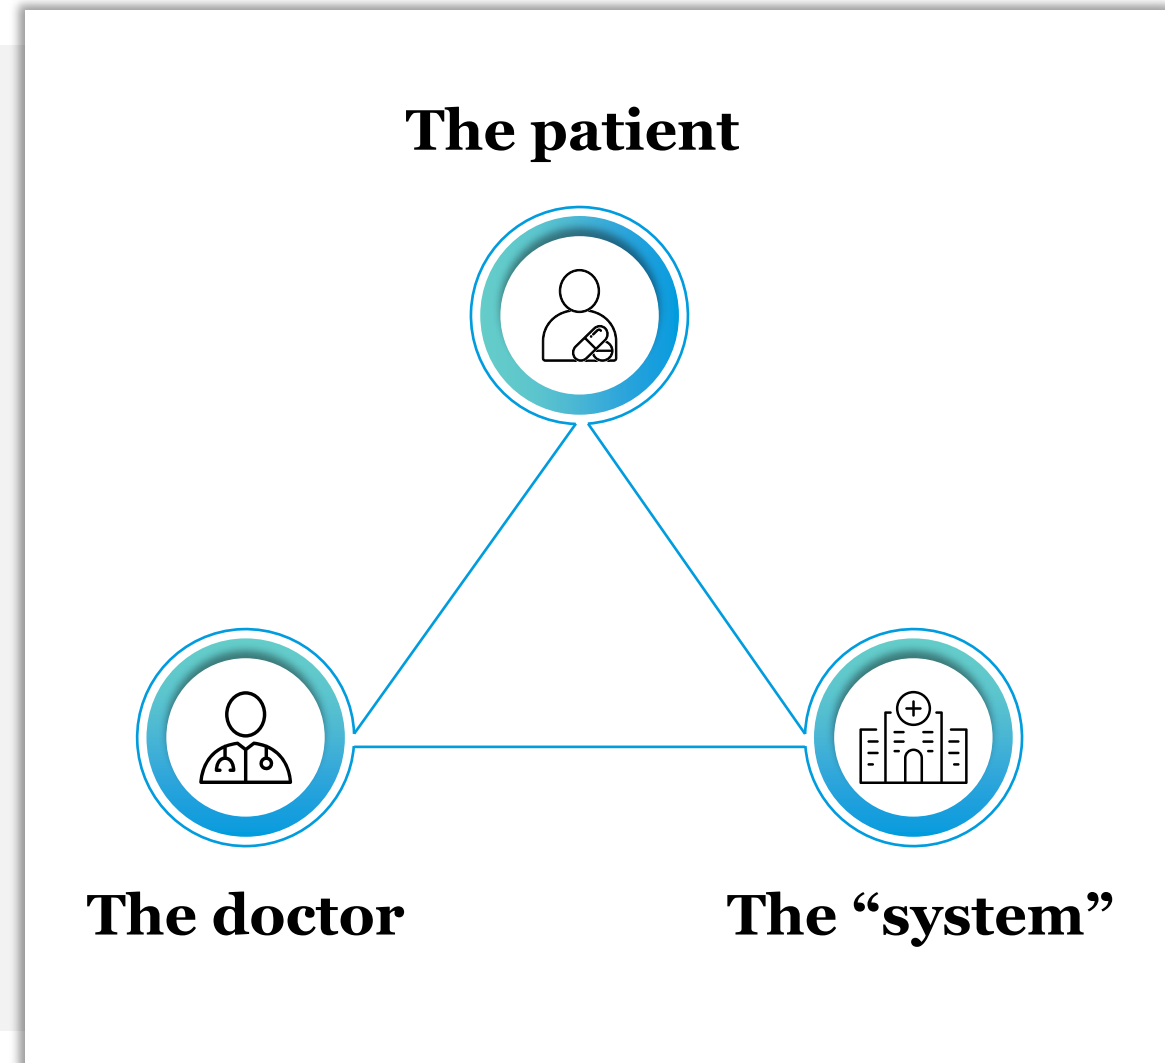 The patient
The doctor
The “system”